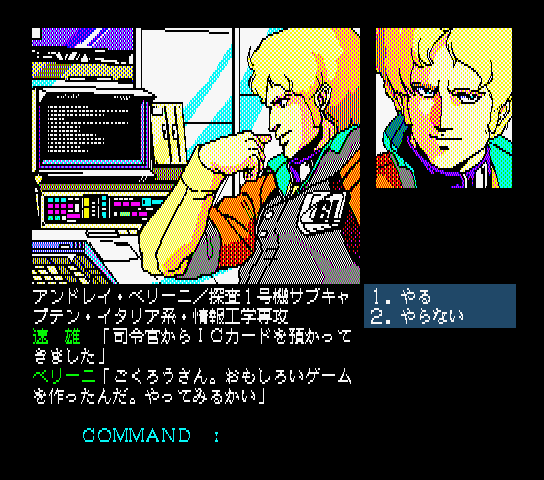 アンドレイ・ベリーニ／探査１号機サブキャ
プテン・イタリア系・情報工学専攻
速　雄　「司令官からＩＣカードを預かって
きました」
ベリーニ「ごくろうさん。おもしろいゲーム
を作ったんだ。やってみるかい」
1. やる
2. やらない
COMMAND :